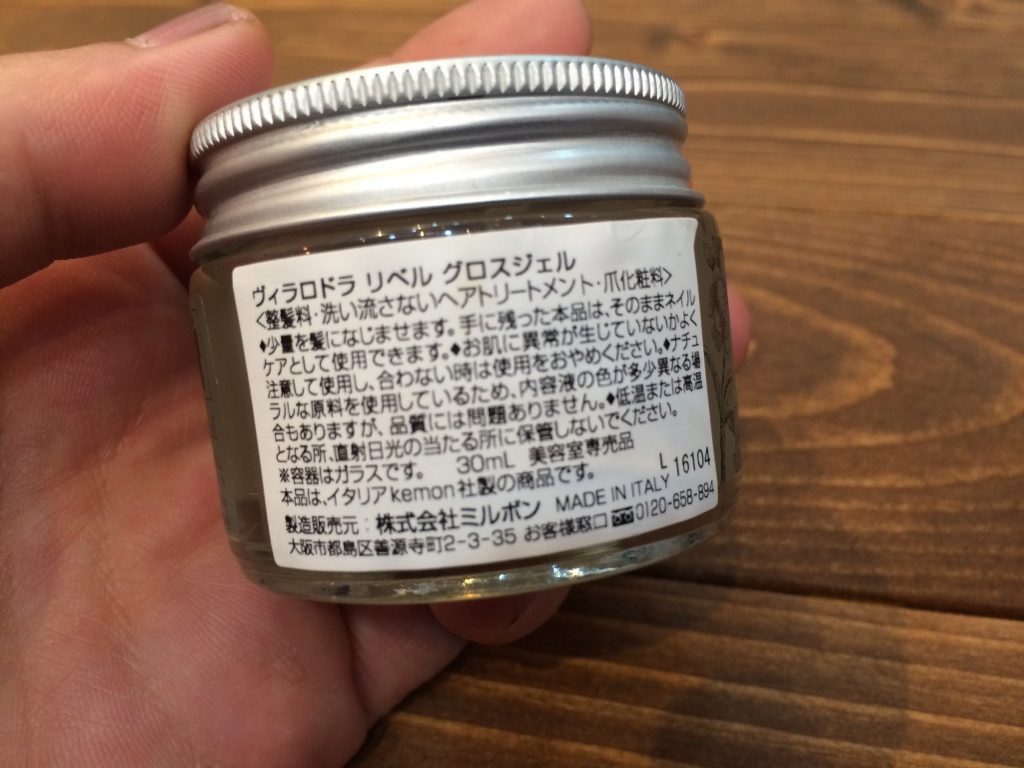 ヴィラロドラ リベル グロスジェル
<整髪料・洗い流さないヘアトリートメント・爪化粧料>
◆少量を髪になじませます。手に残った本品は、そのままネイル
ケアとして使用できます。◆お肌に異常が生じていないかよく
注意して使用し、合わない時は使用をおやめください。◆ナチュ
ラルな原料を使用しているため、内容液の色が多少異なる場
合もありますが、品質には問題ありません。◆低温または高温
となる所、直射日光の当たる所に保管しないでください。
※容器はガラスです。 30mL 美容室専売品
本品は、イタリアkemon社製の商品です。 L 16104
製造販売元:株式会社ミルボン MADE IN ITALY
大阪市都島区善源寺町2-3-35 お客様窓口 0120-658-894